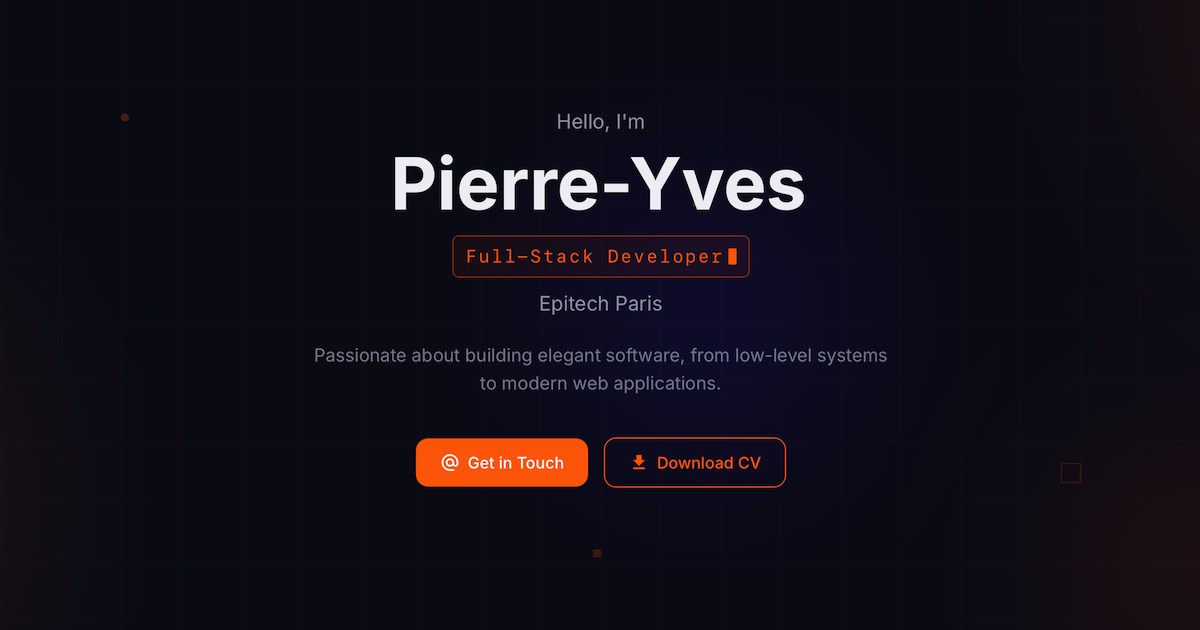 Hello, I'm
Pierre-Yves
Full-Stack Developer
Epitech Paris
Passionate about building elegant software, from low-level systems
to modern web applications.
Get in Touch
Download CV